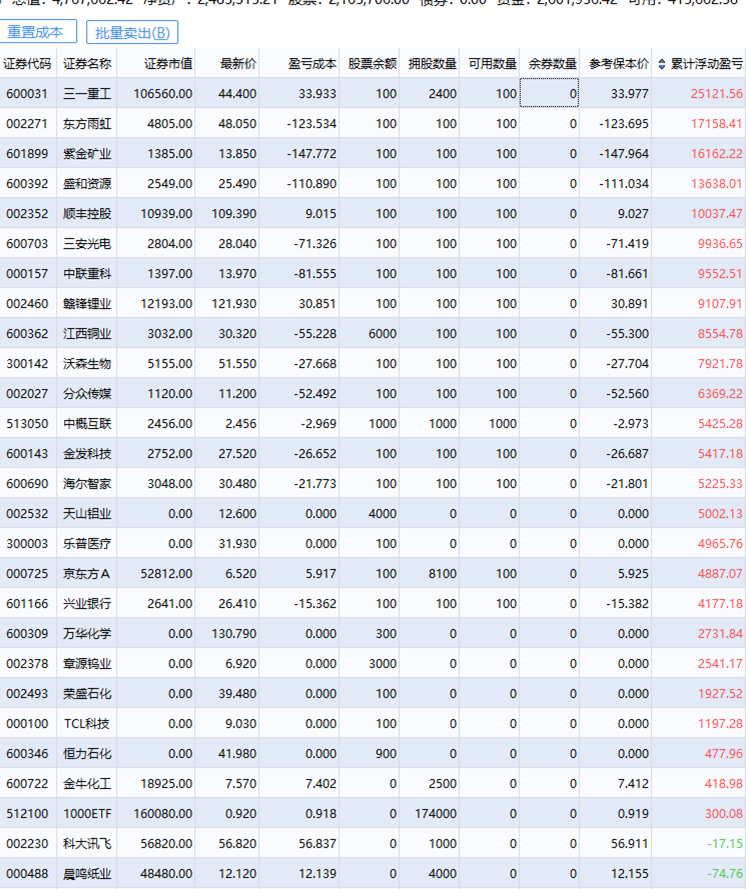 重置成本 批量卖出(B)
证券代码 证券名称 证券市值 最新价 盈亏成本 股票余额 拥股数量 可用数量 余券数量 参考保本价 累计浮动盈亏
600031 三一重工 106560.00 44.400 33.933 100 2400 100 0 33.977 25121.56
002271 东方雨虹 4805.00 48.050 -123.534 100 100 100 0 -123.695 17158.41
601899 紫金矿业 1385.00 13.850 -147.772 100 100 100 0 -147.964 16162.22
600392 盛和资源 2549.00 25.490 -110.890 100 100 100 0 -111.034 13638.01
002352 顺丰控股 10939.00 109.390 9.015 100 100 100 0 9.027 10037.47
600703 三安光电 2804.00 28.040 -71.326 100 100 100 0 -71.419 9936.65
000157 中联重科 1397.00 13.970 -81.555 100 100 100 0 -81.661 9552.51
002460 赣锋锂业 12193.00 121.930 30.851 100 100 100 0 30.891 9107.91
600362 江西铜业 3032.00 30.320 -55.228 6000 100 100 0 -55.300 8554.78
300142 沃森生物 5155.00 51.550 -27.668 100 100 100 0 -27.704 7921.78
002027 分众传媒 1120.00 11.200 -52.492 100 100 100 0 -52.560 6369.22
513050 中概互联 2456.00 2.456 -2.969 1000 1000 1000 0 -2.973 5425.28
600143 金发科技 2752.00 27.520 -26.652 100 100 100 0 -26.687 5417.18
600690 海尔智家 3048.00 30.480 -21.773 100 100 100 0 -21.801 5225.33
002532 天山铝业 0.00 12.600 0.000 4000 0 0 0 0.000 5002.13
300003 乐普医疗 0.00 31.930 0.000 100 0 0 0 0.000 4965.76
000725 京东方A 52812.00 6.520 5.917 100 8100 100 0 5.925 4887.07
601166 兴业银行 2641.00 26.410 -15.362 100 100 100 0 -15.382 4177.18
600309 万华化学 0.00 130.790 0.000 300 0 0 0 0.000 2731.84
002378 章源钨业 0.00 6.920 0.000 3000 0 0 0 0.000 2541.17
002493 荣盛石化 0.00 39.480 0.000 100 0 0 0 0.000 1927.52
000100 TCL科技 0.00 9.030 0.000 100 0 0 0 0.000 1197.28
600346 恒力石化 0.00 41.980 0.000 900 0 0 0 0.000 477.96
600722 金牛化工 18925.00 7.570 7.402 0 2500 0 0 7.412 418.98
512100 1000ETF 160080.00 0.920 0.918 0 174000 0 0 0.919 300.08
002230 科大讯飞 56820.00 56.820 56.837 0 1000 0 0 56.911 -17.15
000488 晨鸣纸业 48480.00 12.120 12.139 0 4000 0 0 12.155 -74.76